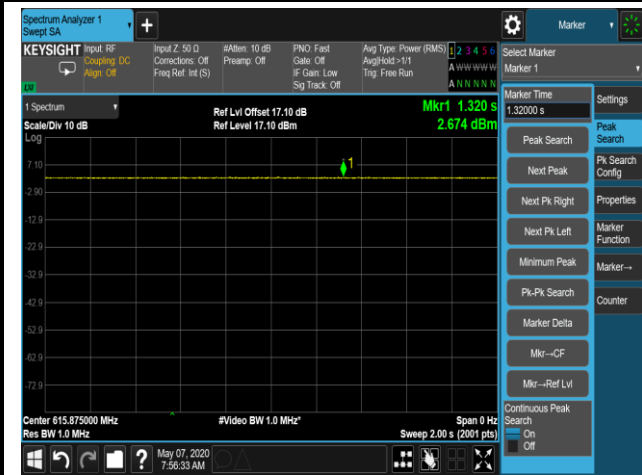 Spectrum Analyzer 1
Swept SA
Marker
KEYSIGHT Input: RF
Coupling: DC
Align: Off
Input Z: 50 Ω
Corrections: Off
Freq Ref: Int (S)
#Atten: 10 dB
Preamp: Off
PNO: Fast
Gate: Off
IF Gain: Low
Sig Track: Off
Avg Type: Power (RMS)
Avg|Hold:>1/1
Trig: Free Run
1 2 3 4 5 6
A W W W W W
A N N N N N
Select Marker
Marker 1
1 Spectrum
Scale/Div 10 dB
Log
Ref Lvl Offset 17.10 dB
Ref Level 17.10 dBm
Mkr1 1.320 s
2.674 dBm
7.10
-2.90
-12.9
-22.9
-32.9
-42.9
-52.9
-62.9
-72.9
1
Center 615.875000 MHz
Res BW 1.0 MHz
#Video BW 1.0 MHz*
Span 0 Hz
Sweep 2.00 s (2001 pts)
Marker Time
1.32000 s
Peak Search
Next Peak
Next Pk Right
Next Pk Left
Minimum Peak
Pk-Pk Search
Marker Delta
Mkr→CF
Mkr→Ref Lvl
Continuous Peak
Search
On
Off
Settings
Peak
Search
Pk Search
Config
Properties
Marker
Function
Marker→
Counter
May 07, 2020
7:56:33 AM